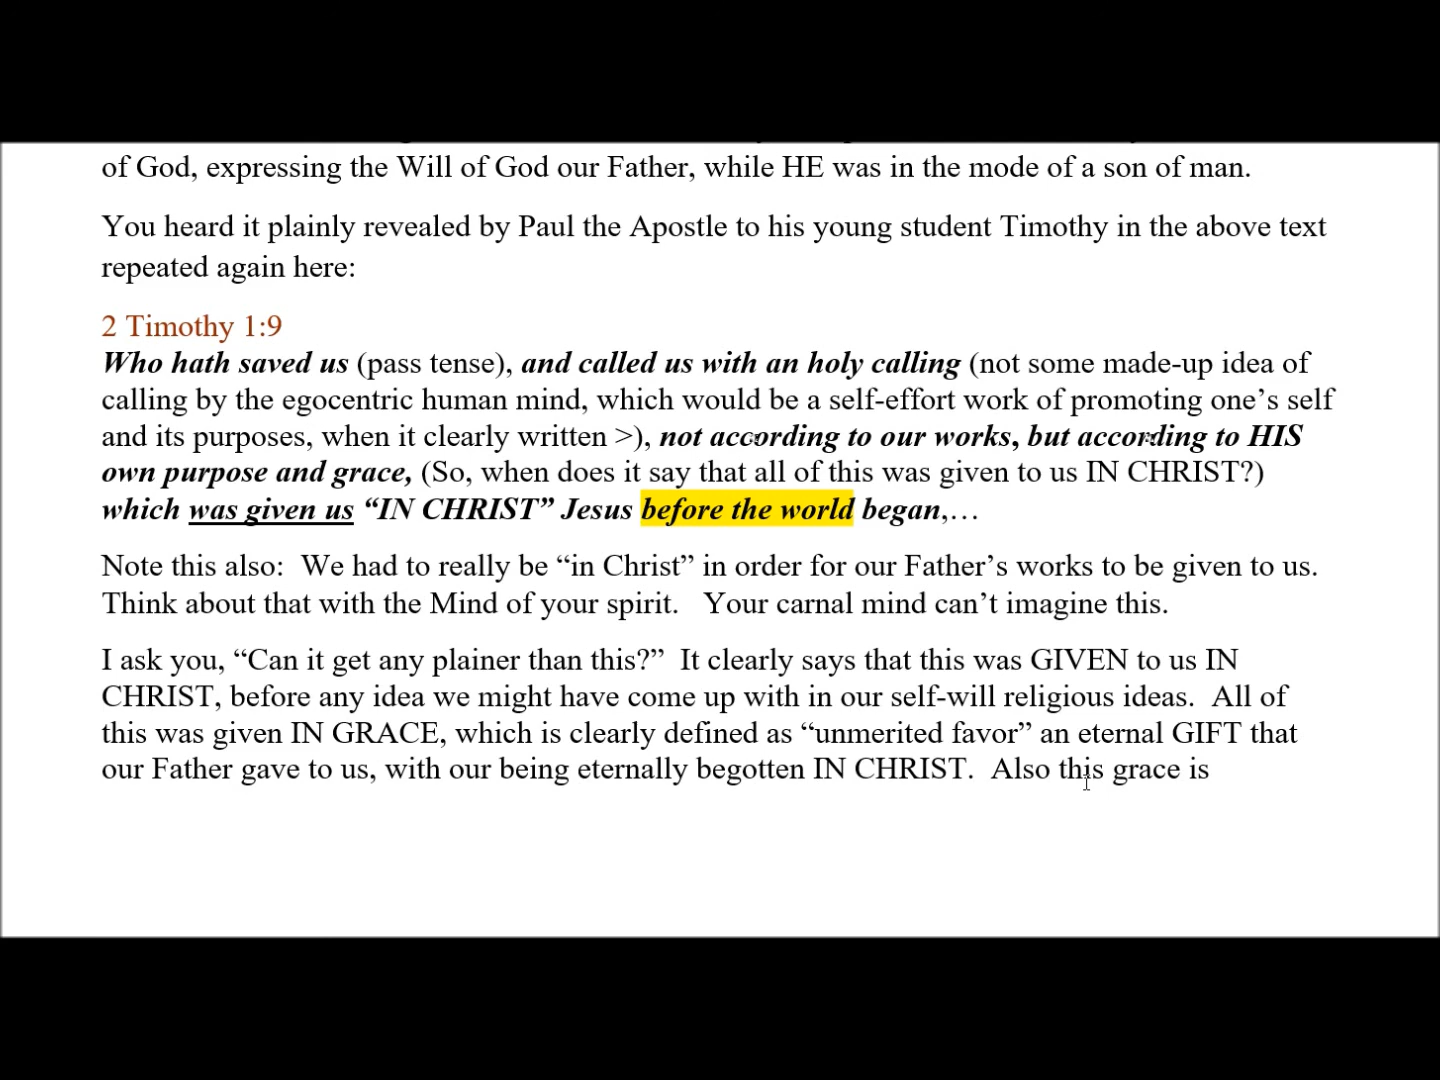 of God, expressing the Will of God our Father, while HE was in the mode of a son of man.
You heard it plainly revealed by Paul the Apostle to his young student Timothy in the above text
repeated again here:
2 Timothy 1:9
Who hath saved us (pass tense), and called us with an holy calling (not some made-up idea of
calling by the egocentric human mind, which would be a self-effort work of promoting one’s self
and its purposes, when it clearly written >), not according to our works, but according to HIS
own purpose and grace, (So, when does it say that all of this was given to us IN CHRIST?)
which was given us “IN CHRIST” Jesus before the world began,…
Note this also:  We had to really be “in Christ” in order for our Father’s works to be given to us.
Think about that with the Mind of your spirit.   Your carnal mind can’t imagine this.
I ask you, “Can it get any plainer than this?”  It clearly says that this was GIVEN to us IN
CHRIST, before any idea we might have come up with in our self-will religious ideas.  All of
this was given IN GRACE, which is clearly defined as “unmerited favor” an eternal GIFT that
our Father gave to us, with our being eternally begotten IN CHRIST.  Also this grace is